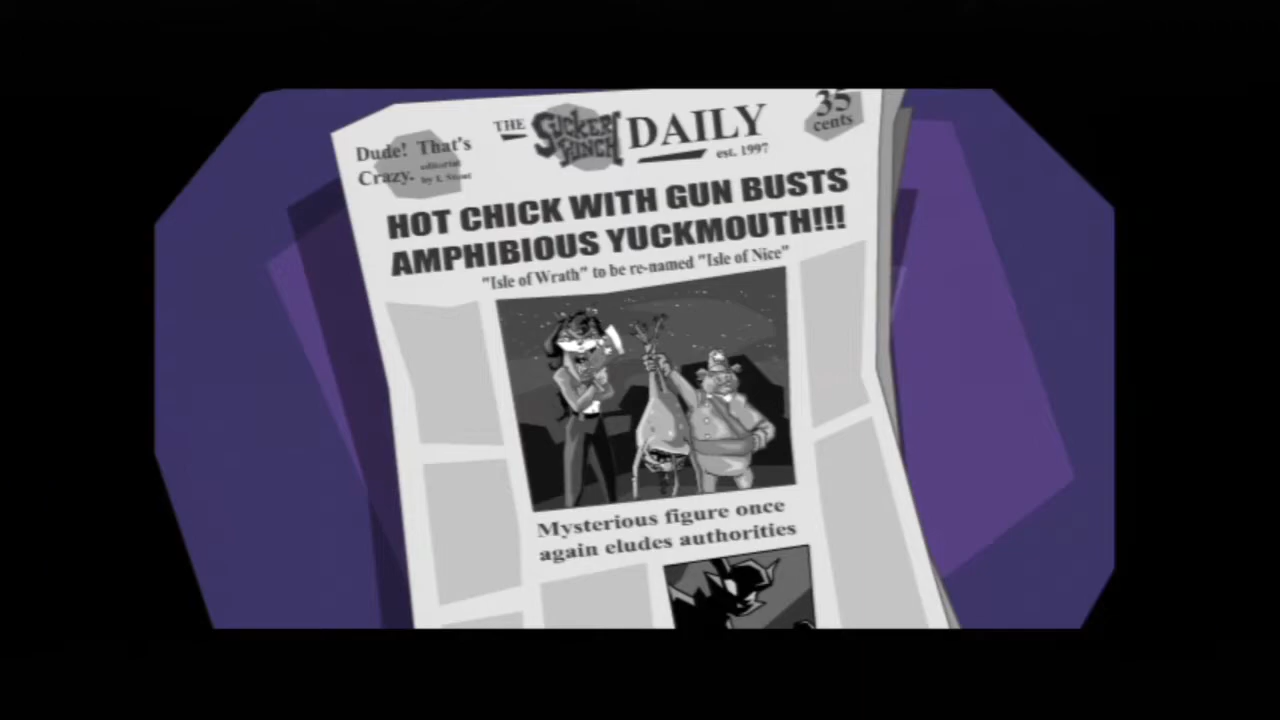 THE SUCKER PUNCH DAILY
est. 1997
35
cents
Dude! That's
Crazy. editorial
HOT CHICK WITH GUN BUSTS
AMPHIBIOUS YUCKMOUTH!!!
"Isle of Wrath" to be re-named "Isle of Nice"
Mysterious figure once
again eludes authorities